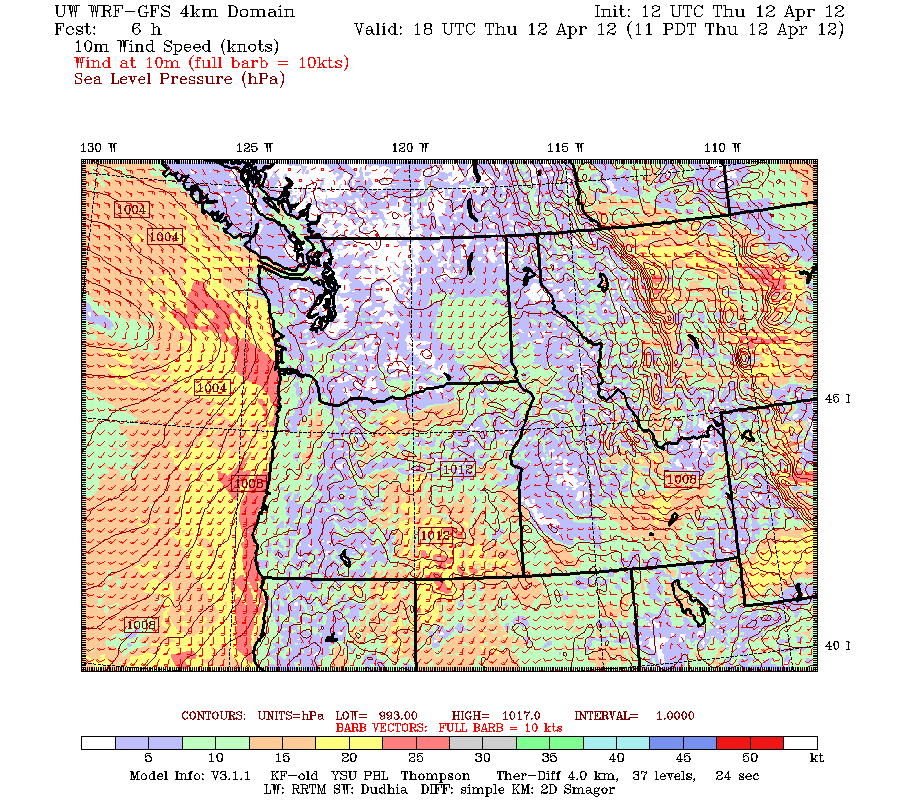 UW WRF-GFS 4km Domain Init: 12 UTC Thu 12 Apr 12
Fcst: 6 h Valid: 18 UTC Thu 12 Apr 12 (11 PDT Thu 12 Apr 12)
10m Wind Speed (knots)
Wind at 10m (full barb = 10kts)
Sea Level Pressure (hPa)
130 W 125 W 120 W 115 W 110 W
1004
1004
1004
45
1012
1008
1008
1012
1008
40
CONTOURS: UNITS=hPa LOW= 993.00 HIGH= 1017.0 INTERVAL= 1.0000
BARB VECTORS: FULL BARB = 10 kts
5 10 15 20 25 30 35 40 45 50 kt
Model Info: V3.1.1 KF-old YSU PBL Thompson Ther-Diff 4.0 km, 37 levels, 24 sec
LW: RRTM SW: Dudhia DIFF: simple KM: 2D Smagor